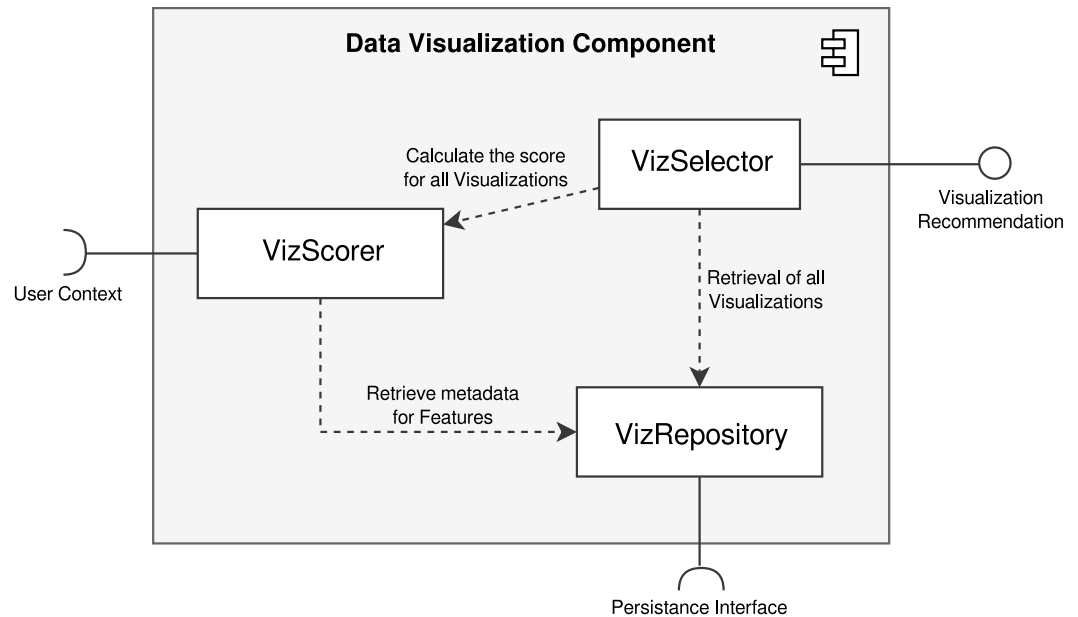 Data Visualization Component
Calculate the score
for all Visualizations
VizSelector
Visualization
Recommendation
VizScorer
User Context
Retrieval of all
Visualizations
Retrieve metadata
for Features
VizRepository
Persistance Interface